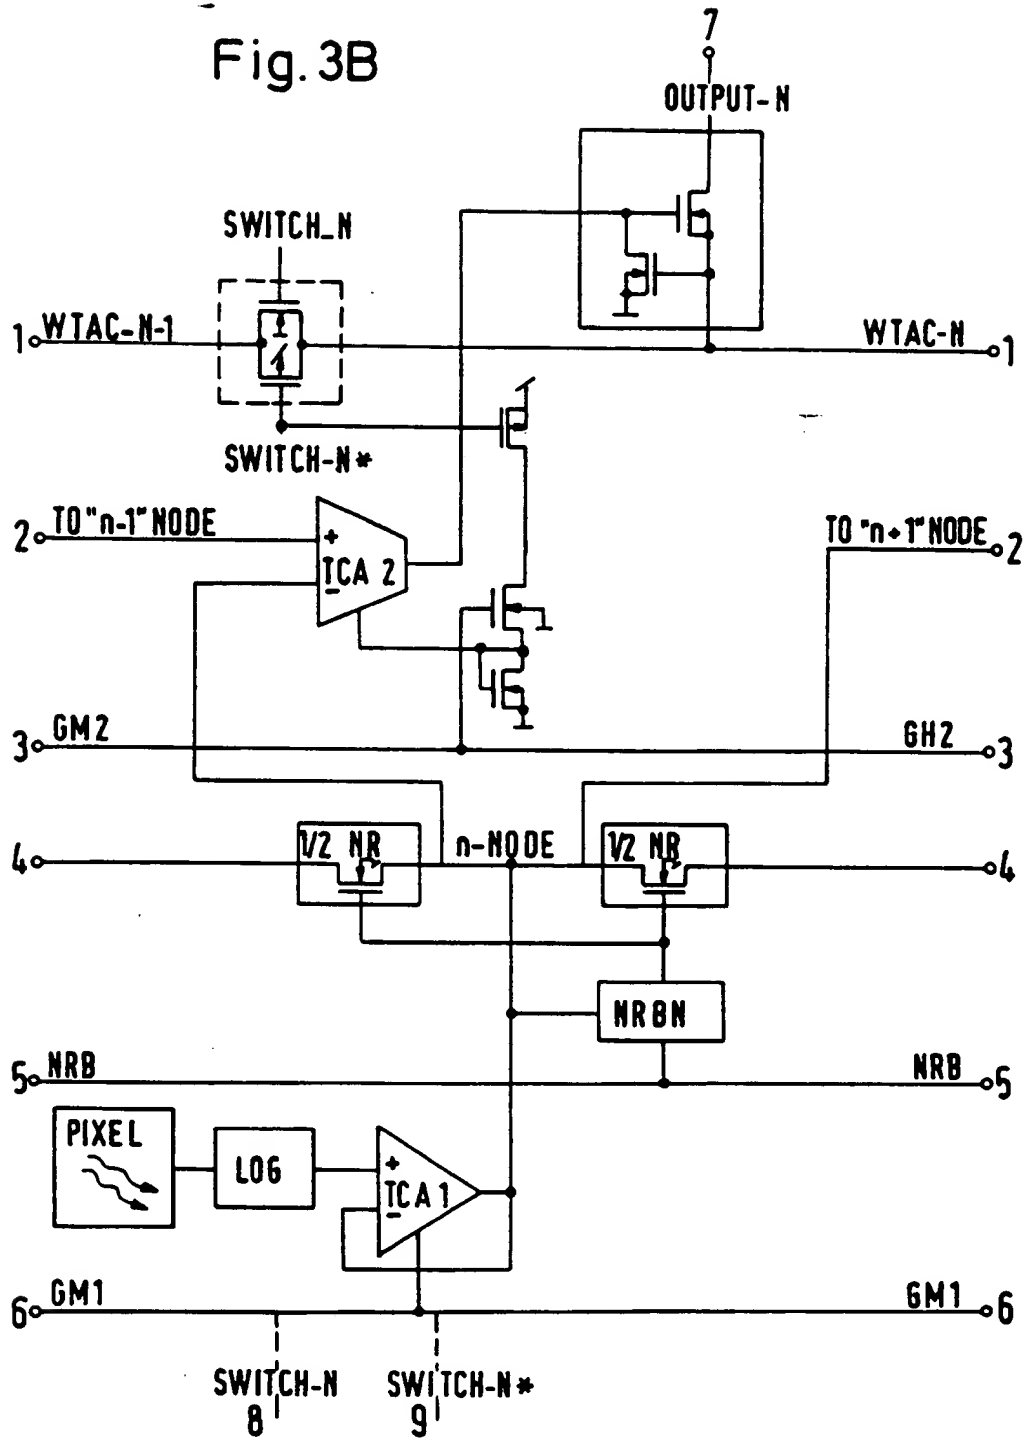 7
Fig. 3B
OUTPUT-N
SWITCH_N
1 WTAC-N-1
WTAC-N 1
SWITCH-N*
2 TO "n-1" NODE
TO "n+1" NODE 2
+
TCA 2
-
3 GM2
GH2 3
4
1/2 NR
n-NODE
1/2 NR
4
NRBN
5 NRB
NRB 5
PIXEL
LOG
+
TCA 1
-
6 GM1
GM1 6
SWITCH-N
SWITCH-N*
8
9